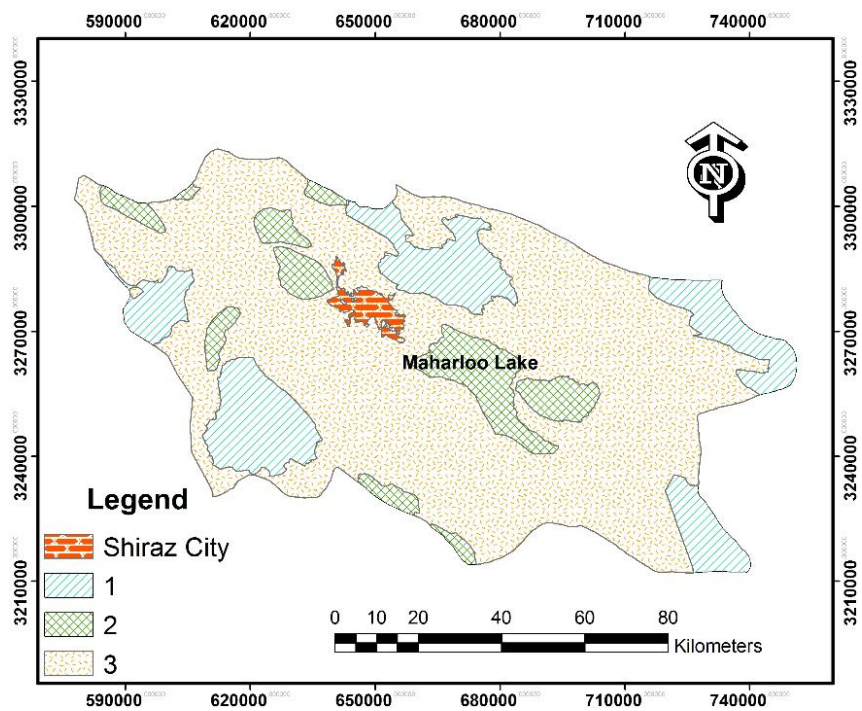 590000 620000 650000 680000 710000 740000
3330000 3330000
3300000 3300000
3270000 3270000
3240000 3240000
3210000 3210000
N
Maharloo Lake
Legend
Shiraz City
1
2
3
0 10 20 40 60 80
Kilometers
590000 620000 650000 680000 710000 740000